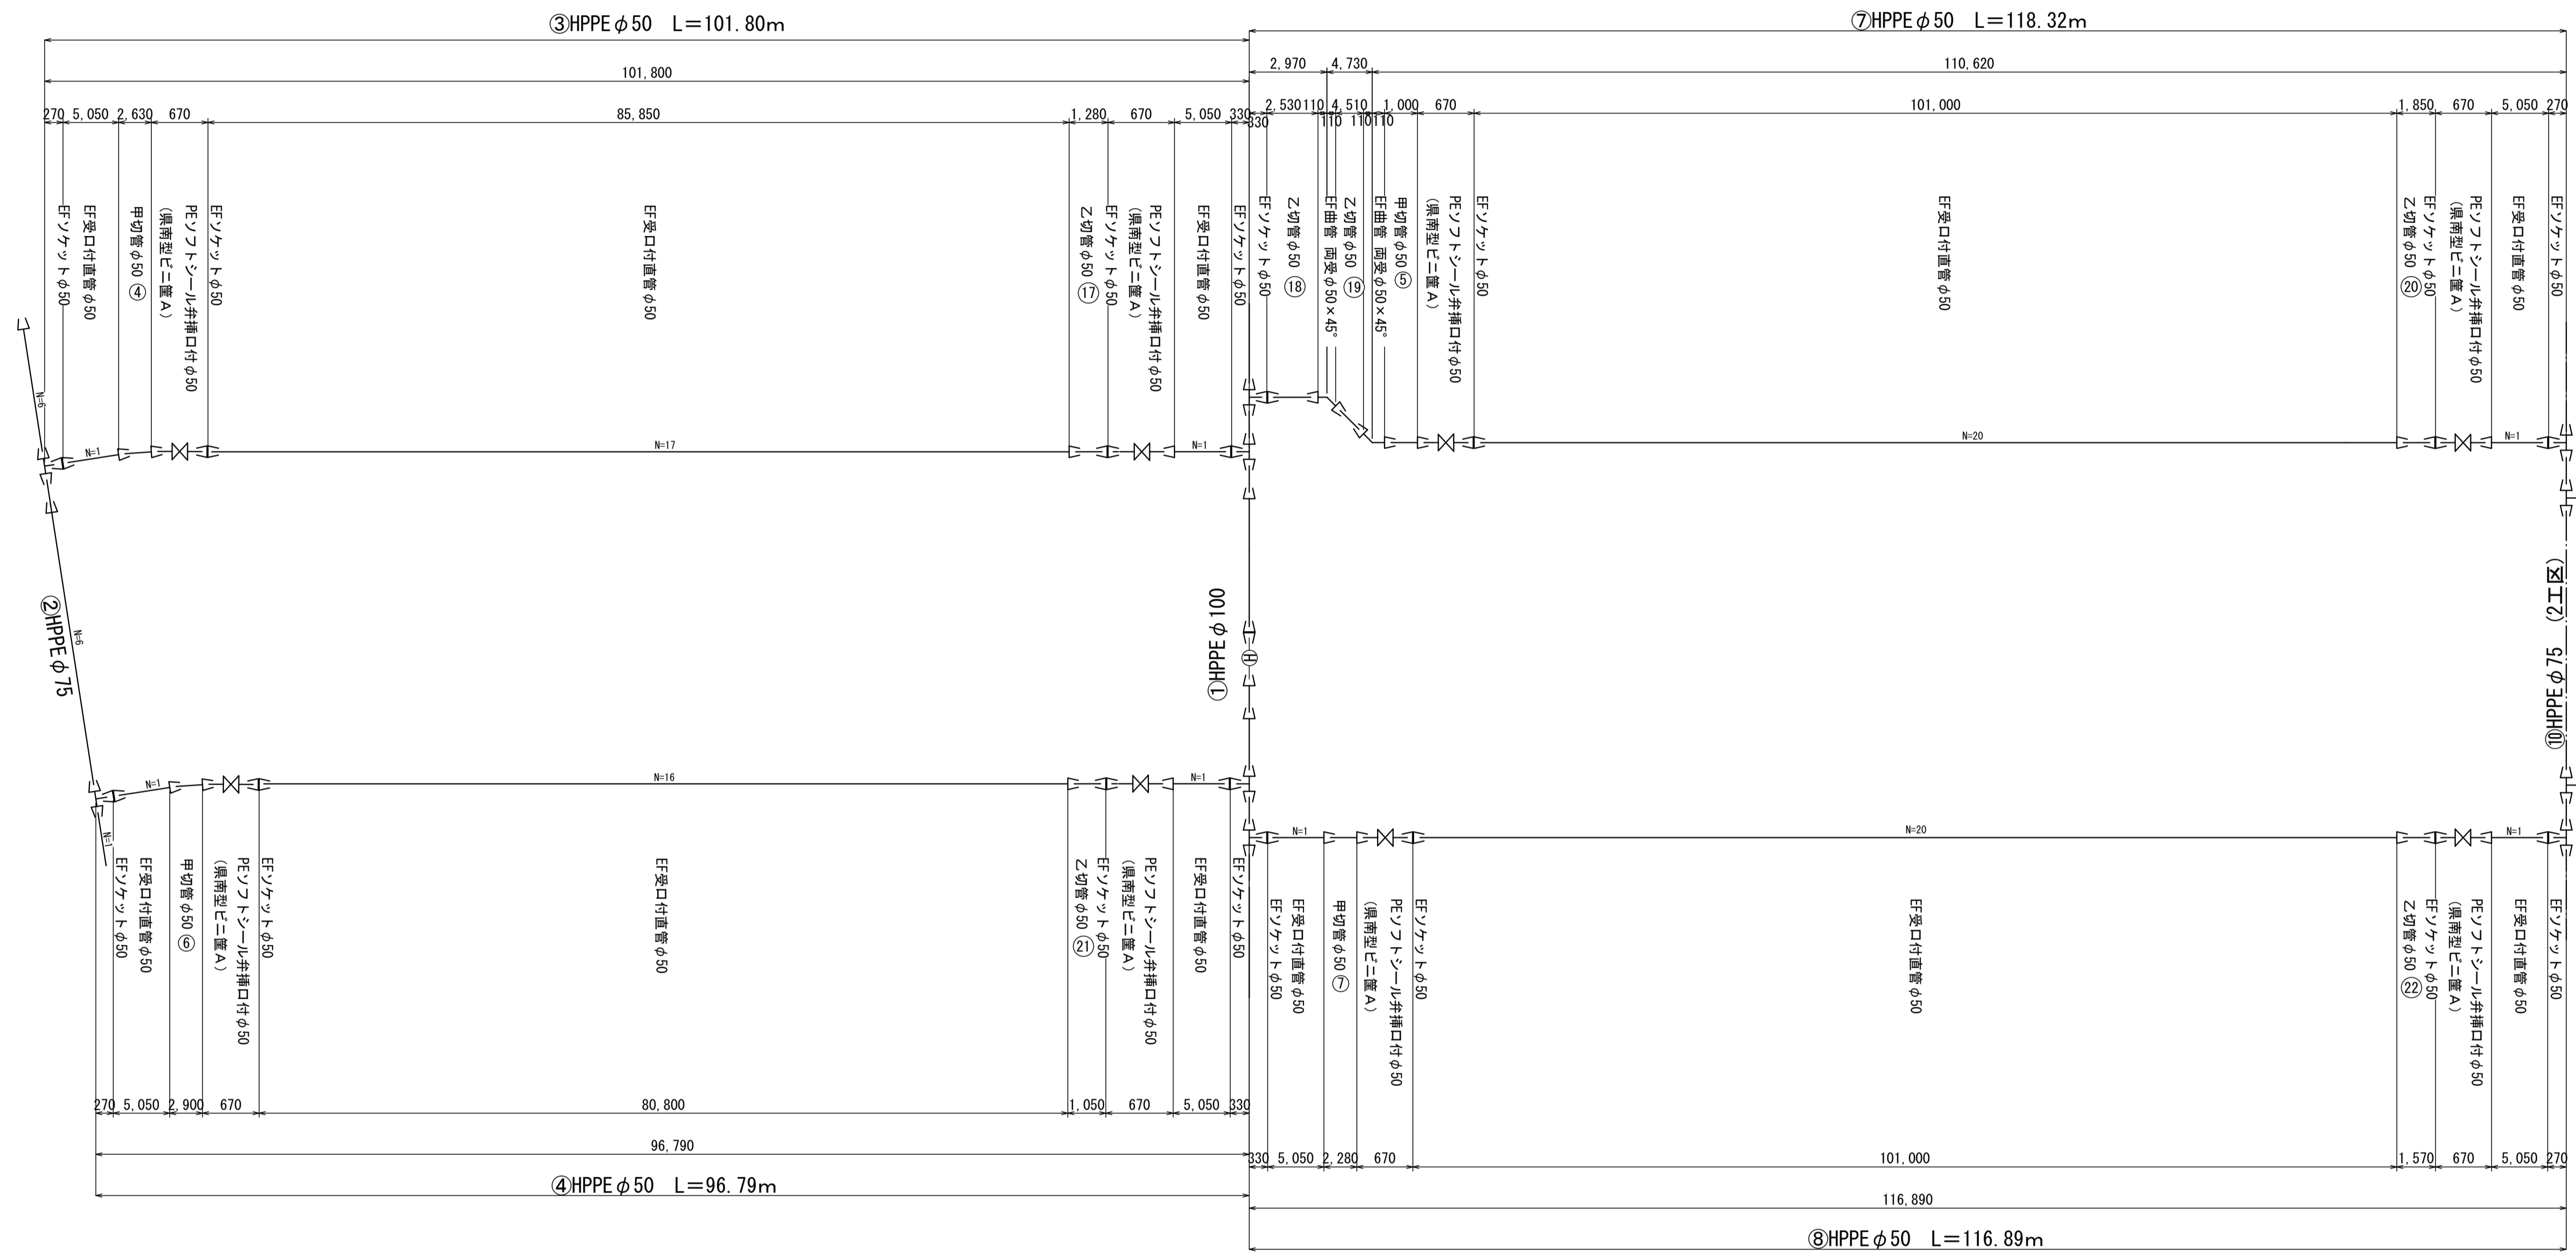 ③HPPEφ50 L＝101.80m
⑦HPPEφ50 L＝118.32m
101,800
2,970
4,730
110,620
270
5,050
2,630
670
85,850
1,280
670
5,050
330
330
2,530
110
110
4,510
110
110
1,000
670
101,000
1,850
670
5,050
270
EFソケットφ50
EF受口付直管φ50
甲切管φ50 ④
(県南型ビニ筐A)
PEソフトシール弁挿口付φ50
EFソケットφ50
EF受口付直管φ50
乙切管φ50 ⑰
EFソケットφ50
(県南型ビニ筐A)
PEソフトシール弁挿口付φ50
EF受口付直管φ50
EFソケットφ50
EFソケットφ50
乙切管φ50 ⑱
EF曲管 両受φ50×45°
乙切管φ50 ⑲
EF曲管 両受φ50×45°
甲切管φ50 ⑤
(県南型ビニ筐A)
PEソフトシール弁挿口付φ50
EFソケットφ50
EF受口付直管φ50
乙切管φ50 ⑳
EFソケットφ50
(県南型ビニ筐A)
PEソフトシール弁挿口付φ50
EF受口付直管φ50
EFソケットφ50
N=6
N=1
N=17
N=1
N=20
N=1
②HPPEφ75
N=6
①HPPEφ100
H
⑩HPPEφ75 (2工区)
N=1
N=1
N=16
N=1
N=1
N=20
N=1
EFソケットφ50
EF受口付直管φ50
甲切管φ50 ⑥
(県南型ビニ筐A)
PEソフトシール弁挿口付φ50
EFソケットφ50
EF受口付直管φ50
乙切管φ50 ㉑
EFソケットφ50
(県南型ビニ筐A)
PEソフトシール弁挿口付φ50
EF受口付直管φ50
EFソケットφ50
EFソケットφ50
EF受口付直管φ50
甲切管φ50 ⑦
(県南型ビニ筐A)
PEソフトシール弁挿口付φ50
EFソケットφ50
EF受口付直管φ50
乙切管φ50 ㉒
EFソケットφ50
(県南型ビニ筐A)
PEソフトシール弁挿口付φ50
EF受口付直管φ50
EFソケットφ50
270
5,050
2,900
670
80,800
1,050
670
5,050
330
96,790
④HPPEφ50 L＝96.79m
330
5,050
2,280
670
101,000
1,570
670
5,050
270
116,890
⑧HPPEφ50 L＝116.89m